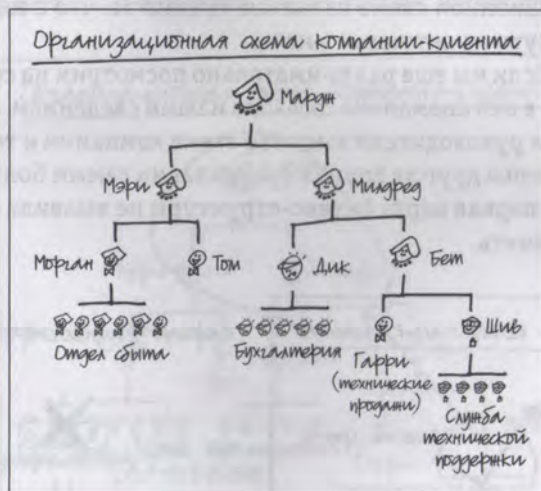 Организационная схема компании-клиента
Мардж
Мэри
Милдред
Морган
Том
Дик
Бет
Отдел сбыта
Бухгалтерия
Гарри
(технические
продажи)
Шив
Служба
технической
поддержки